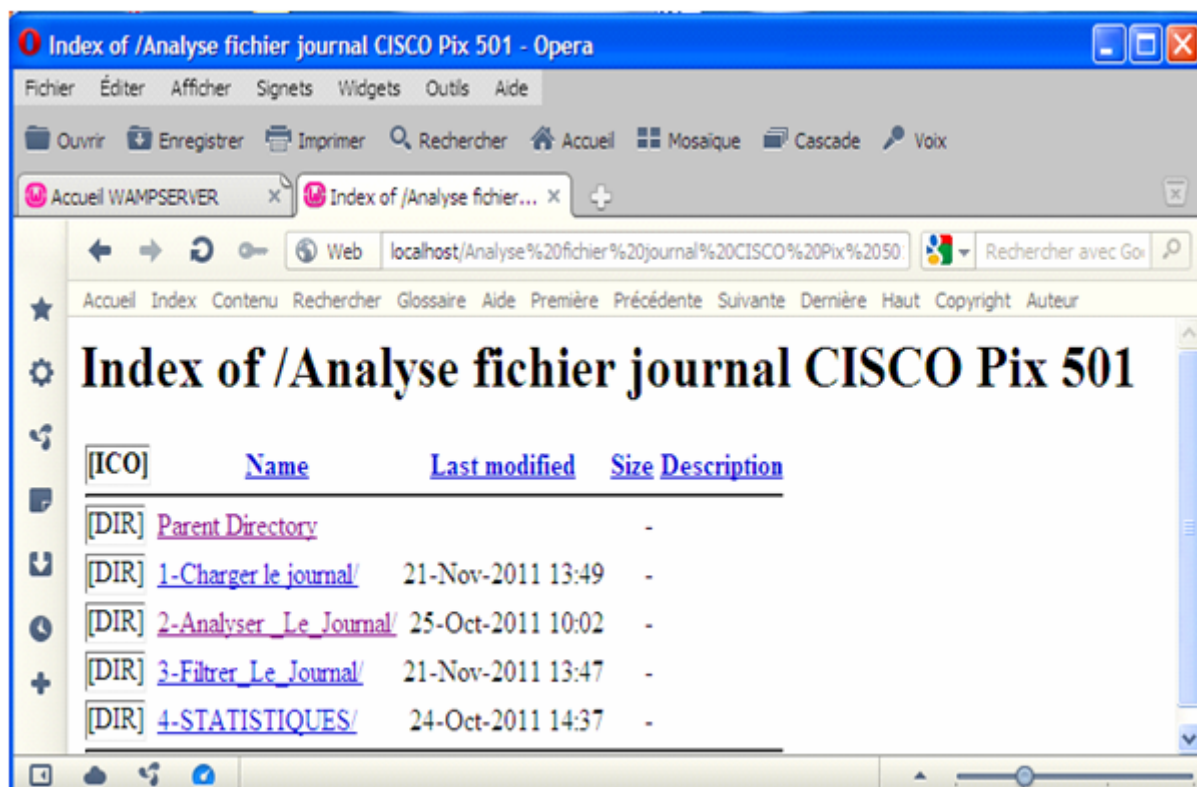 Index of /Analyse fichier journal CISCO Pix 501 - Opera
Fichier Éditer Afficher Signets Widgets Outils Aide
Ouvrir Enregistrer Imprimer Rechercher Accueil Mosaïque Cascade Voix
Accueil WAMPSERVER Index of /Analyse fichier...
Web localhost/Analyse%20fichier%20journal%20CISCO%20Pix%2050 Rechercher avec Go
Accueil Index Contenu Rechercher Glossaire Aide Première Précédente Suivante Dernière Haut Copyright Auteur
Index of /Analyse fichier journal CISCO Pix 501
[ICO] Name Last modified Size Description
[DIR] Parent Directory -
[DIR] 1-Charger le journal/ 21-Nov-2011 13:49 -
[DIR] 2-Analyser_Le_Journal/ 25-Oct-2011 10:02 -
[DIR] 3-Filtrer_Le_Journal/ 21-Nov-2011 13:47 -
[DIR] 4-STATISTIQUES/ 24-Oct-2011 14:37 -